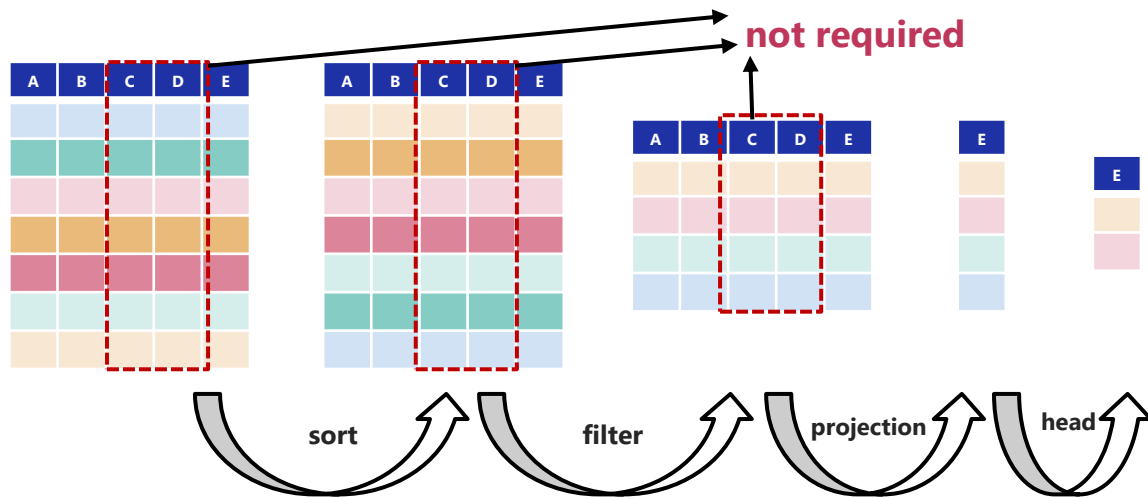 not required
A B C D E
A B C D E
A B C D E
E
E
sort
filter
projection
head